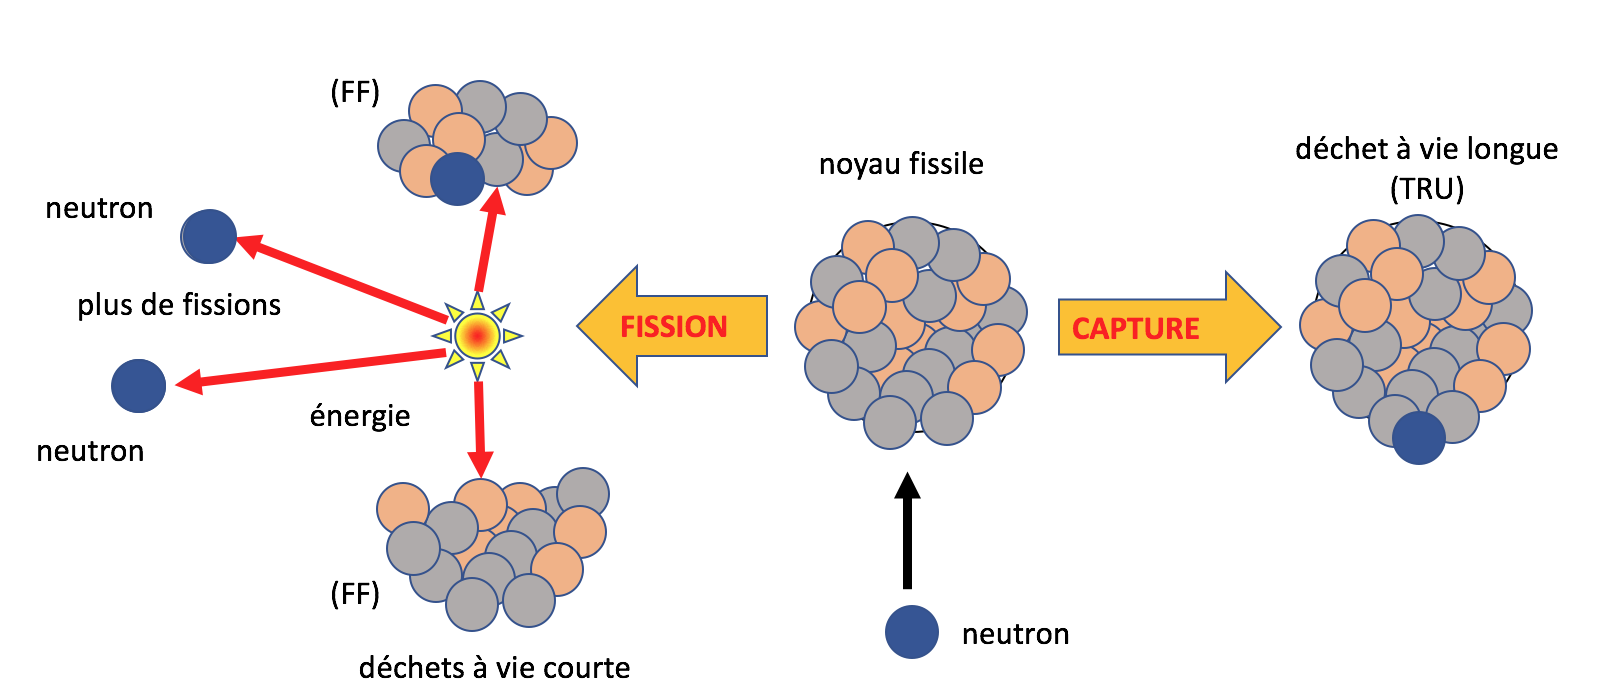 (FF)
neutron
plus de fissions
énergie
neutron
(FF)
déchets à vie courte
FISSION
noyau fissile
neutron
CAPTURE
déchet à vie longue
(TRU)